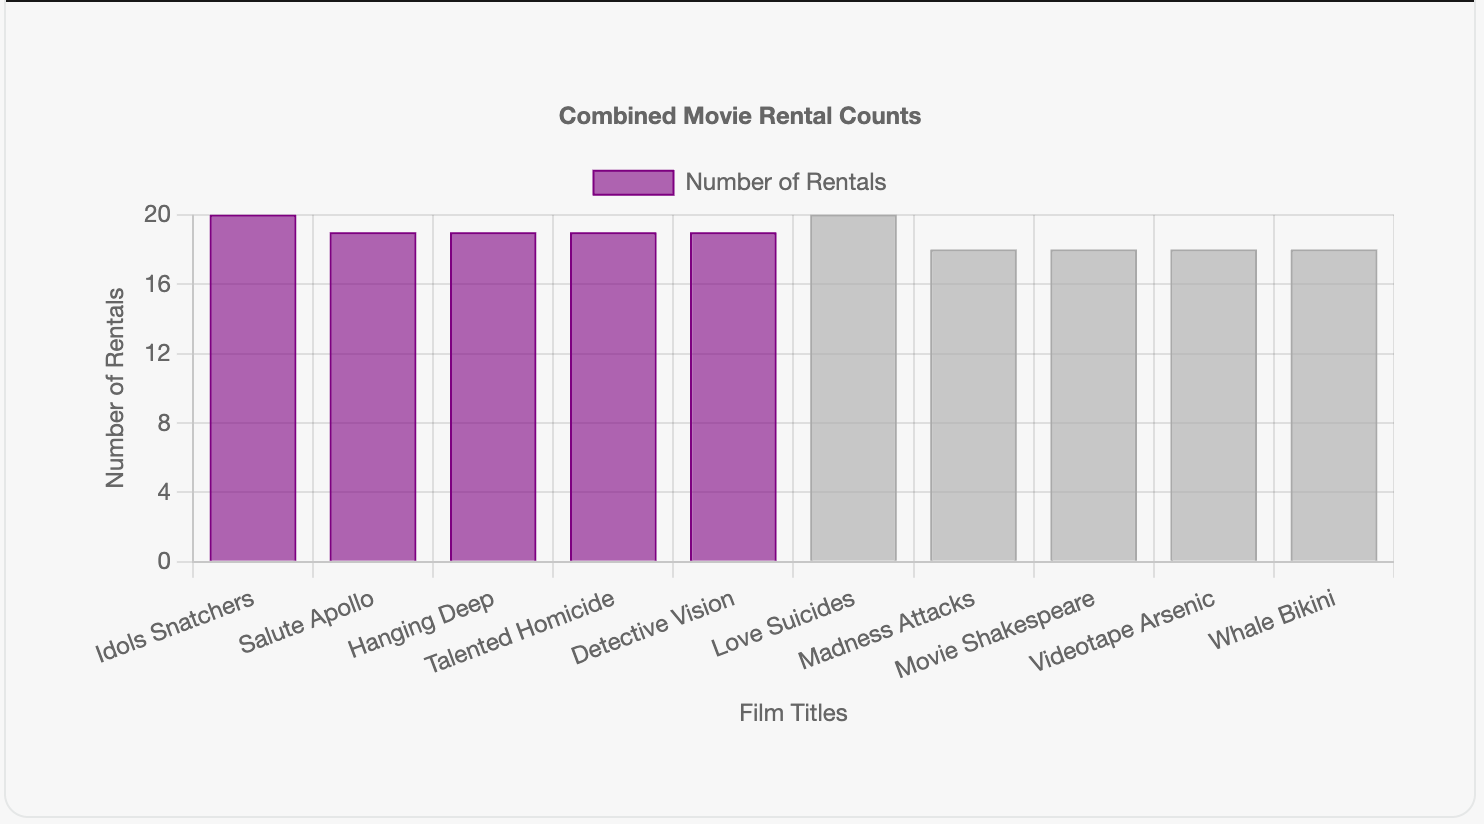 Combined Movie Rental Counts
Number of Rentals
20
16
12
8
4
0
Number of Rentals
Idols Snatchers
Salute Apollo
Hanging Deep
Talented Homicide
Detective Vision
Love Suicides
Madness Attacks
Movie Shakespeare
Videotape Arsenic
Whale Bikini
Film Titles